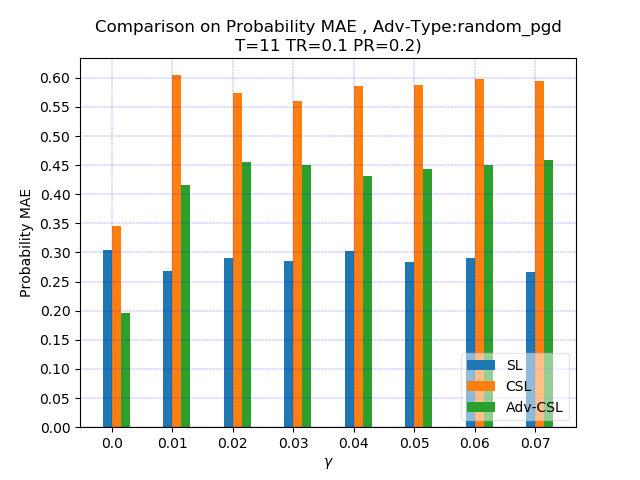 Comparison on Probability MAE , Adv-Type:random_pgd
T=11 TR=0.1 PR=0.2)
0.60
0.55
0.50
0.45
0.40
0.35
0.30
0.25
0.20
0.15
0.10
0.05
0.00
Probability MAE
SL
CSL
Adv-CSL
0.0 0.01 0.02 0.03 0.04 0.05 0.06 0.07
γ